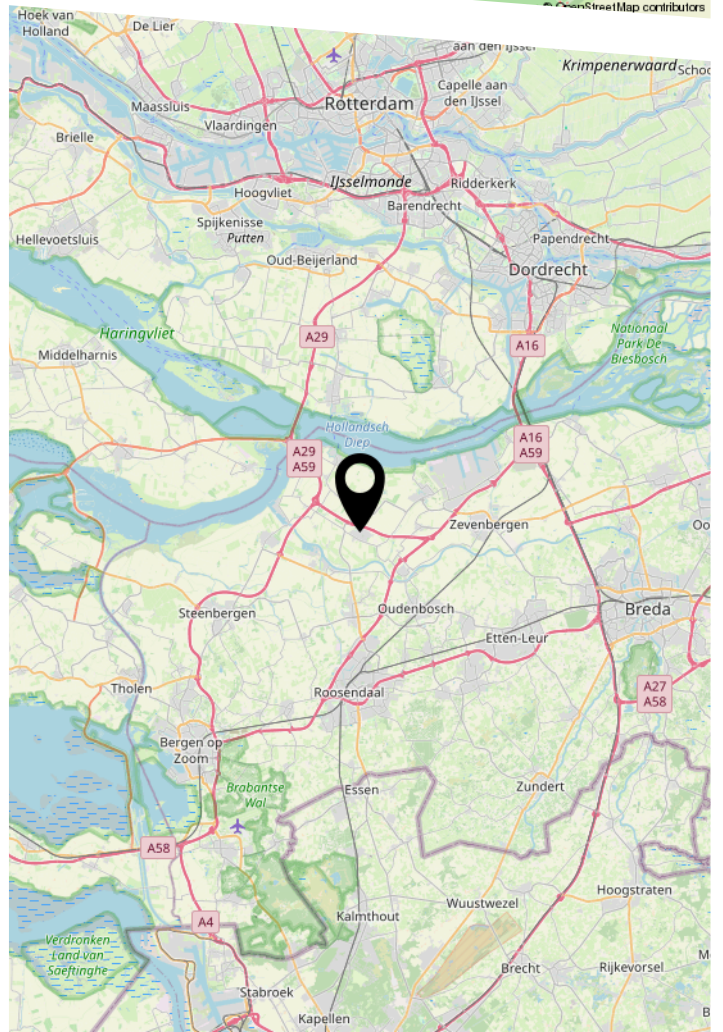 © OpenStreetMap contributors
Hoek van
Holland
De Lier
aan den IJssel
Krimpenerwaard
Rotterdam
Capelle aan
den IJssel
Maassluis
Vlaardingen
Brielle
IJsselmonde
Ridderkerk
Hoogvliet
Barendrecht
Spijkenisse
Putten
Hellevoetsluis
Papendrecht
Oud-Beijerland
Dordrecht
Haringvliet
A29
A16
Nationaal
Park De
Biesbosch
Middelharnis
Hollandsch
Diep
A29
A59
A16
A59
Zevenbergen
Steenbergen
Oudenbosch
Breda
Etten-Leur
Tholen
Roosendaal
A27
A58
Bergen op
Zoom
Brabantse
Wal
Essen
Zundert
A58
Hoogstraten
Wuustwezel
Kalmthout
A4
Verdronken
Land van
Saeftinghe
Brecht
Rijkevorsel
Stabroek
Kapellen